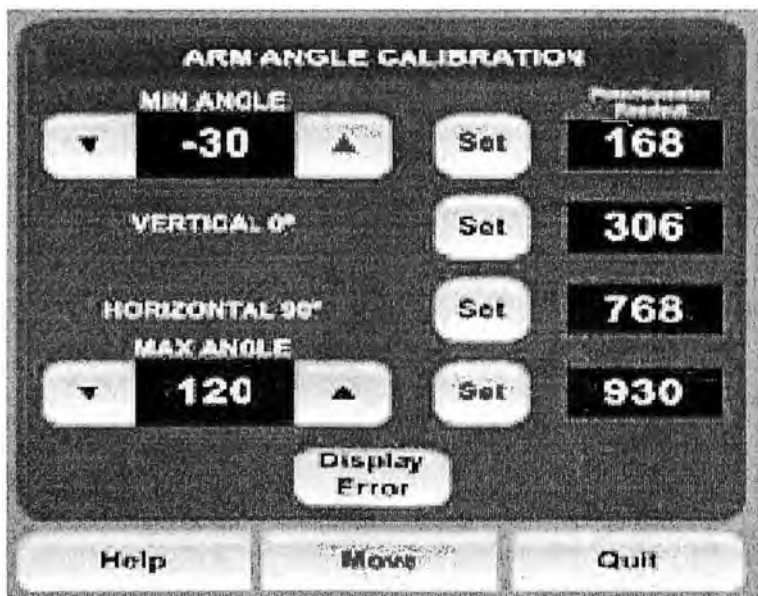 ARM ANGLE CALIBRATION
MIN ANGLE
-30 Set 168
VERTICAL 0° Set 306
HORIZONTAL 90° Set 768
MAX ANGLE
120 Set 930
Display
Error
Help Move Quit